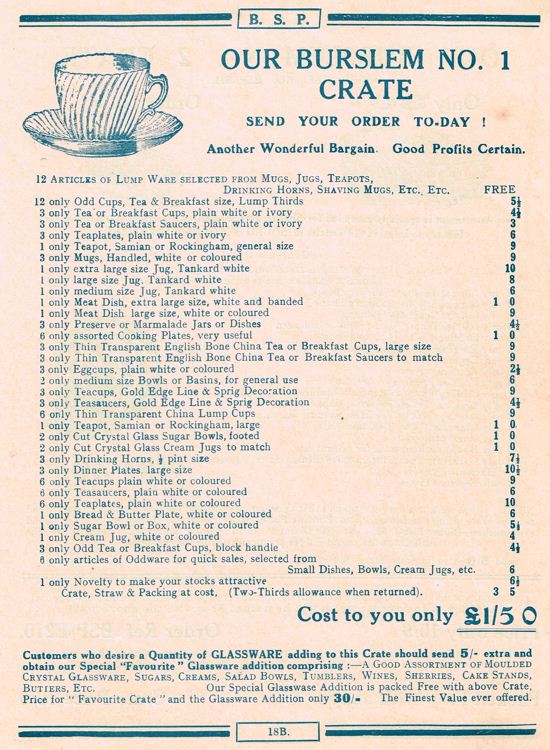 B. S. P.
OUR BURSLEM NO. 1
CRATE
SEND YOUR ORDER TO-DAY !
Another Wonderful Bargain. Good Profits Certain.
12 Articles of Lump Ware selected from Mugs, Jugs, Teapots,
Drinking Horns, Shaving Mugs, Etc. Etc. FREE
12 only Odd Cups, Tea & Breakfast size, Lump Thirds 5½
3 only Tea or Breakfast Cups, plain white or ivory 4½
3 only Tea or Breakfast Saucers, plain white or ivory 3
3 only Teaplates, plain white or ivory 6
1 only Teapot, Samian or Rockingham, general size 9
3 only Mugs, Handled, white or coloured 9
1 only extra large size Jug, Tankard white 10
1 only large size Jug, Tankard white 8
1 only medium size Jug, Tankard white 6
1 only Meat Dish, extra large size, white and banded 1 0
1 only Meat Dish large size, white or coloured 9
3 only Preserve or Marmalade Jars or Dishes 4½
6 only assorted Cooking Plates, very useful 1 0
3 only Thin Transparent English Bone China Tea or Breakfast Cups, large size 9
3 only Thin Transparent English Bone China Tea or Breakfast Saucers to match 9
3 only Eggcups, plain white or coloured 2½
2 only medium size Bowls or Basins, for general use 6
3 only Teacups, Gold Edge Line & Sprig Decoration 9
3 only Teasaucers, Gold Edge Line & Sprig Decoration 4½
6 only Thin Transparent China Lump Cups 9
1 only Teapot, Samian or Rockingham, large 1 0
2 only Cut Crystal Glass Sugar Bowls, footed 1 0
2 only Cut Crystal Glass Cream Jugs to match 1 0
3 only Drinking Horns, ½ pint size 7½
3 only Dinner Plates, large size 10½
6 only Teacups plain white or coloured 9
6 only Teasaucers, plain white or coloured 6
6 only Teaplates, plain white or coloured 10
1 only Bread & Butter Plate, white or coloured 6
1 only Sugar Bowl or Box, white or coloured 5½
1 only Cream Jug, white or coloured 4
3 only Odd Tea or Breakfast Cups, block handle 4½
6 only articles of Oddware for quick sales, selected from
Small Dishes, Bowls, Cream Jugs, etc. 6
1 only Novelty to make your stocks attractive 6½
Crate, Straw & Packing at cost. (Two-Thirds allowance when returned). 3 5
Cost to you only £1/5 0
Customers who desire a Quantity of GLASSWARE adding to this Crate should send 5/- extra and
obtain our Special "Favourite" Glassware addition comprising :—A Good Assortment of Moulded
Crystal Glassware, Sugars, Creams, Salad Bowls, Tumblers, Wines, Sherries, Cake Stands,
Butters, Etc. Our Special Glassware Addition is packed Free with above Crate,
Price for "Favourite Crate" and the Glassware Addition only 30/- The Finest Value ever offered.
18B.